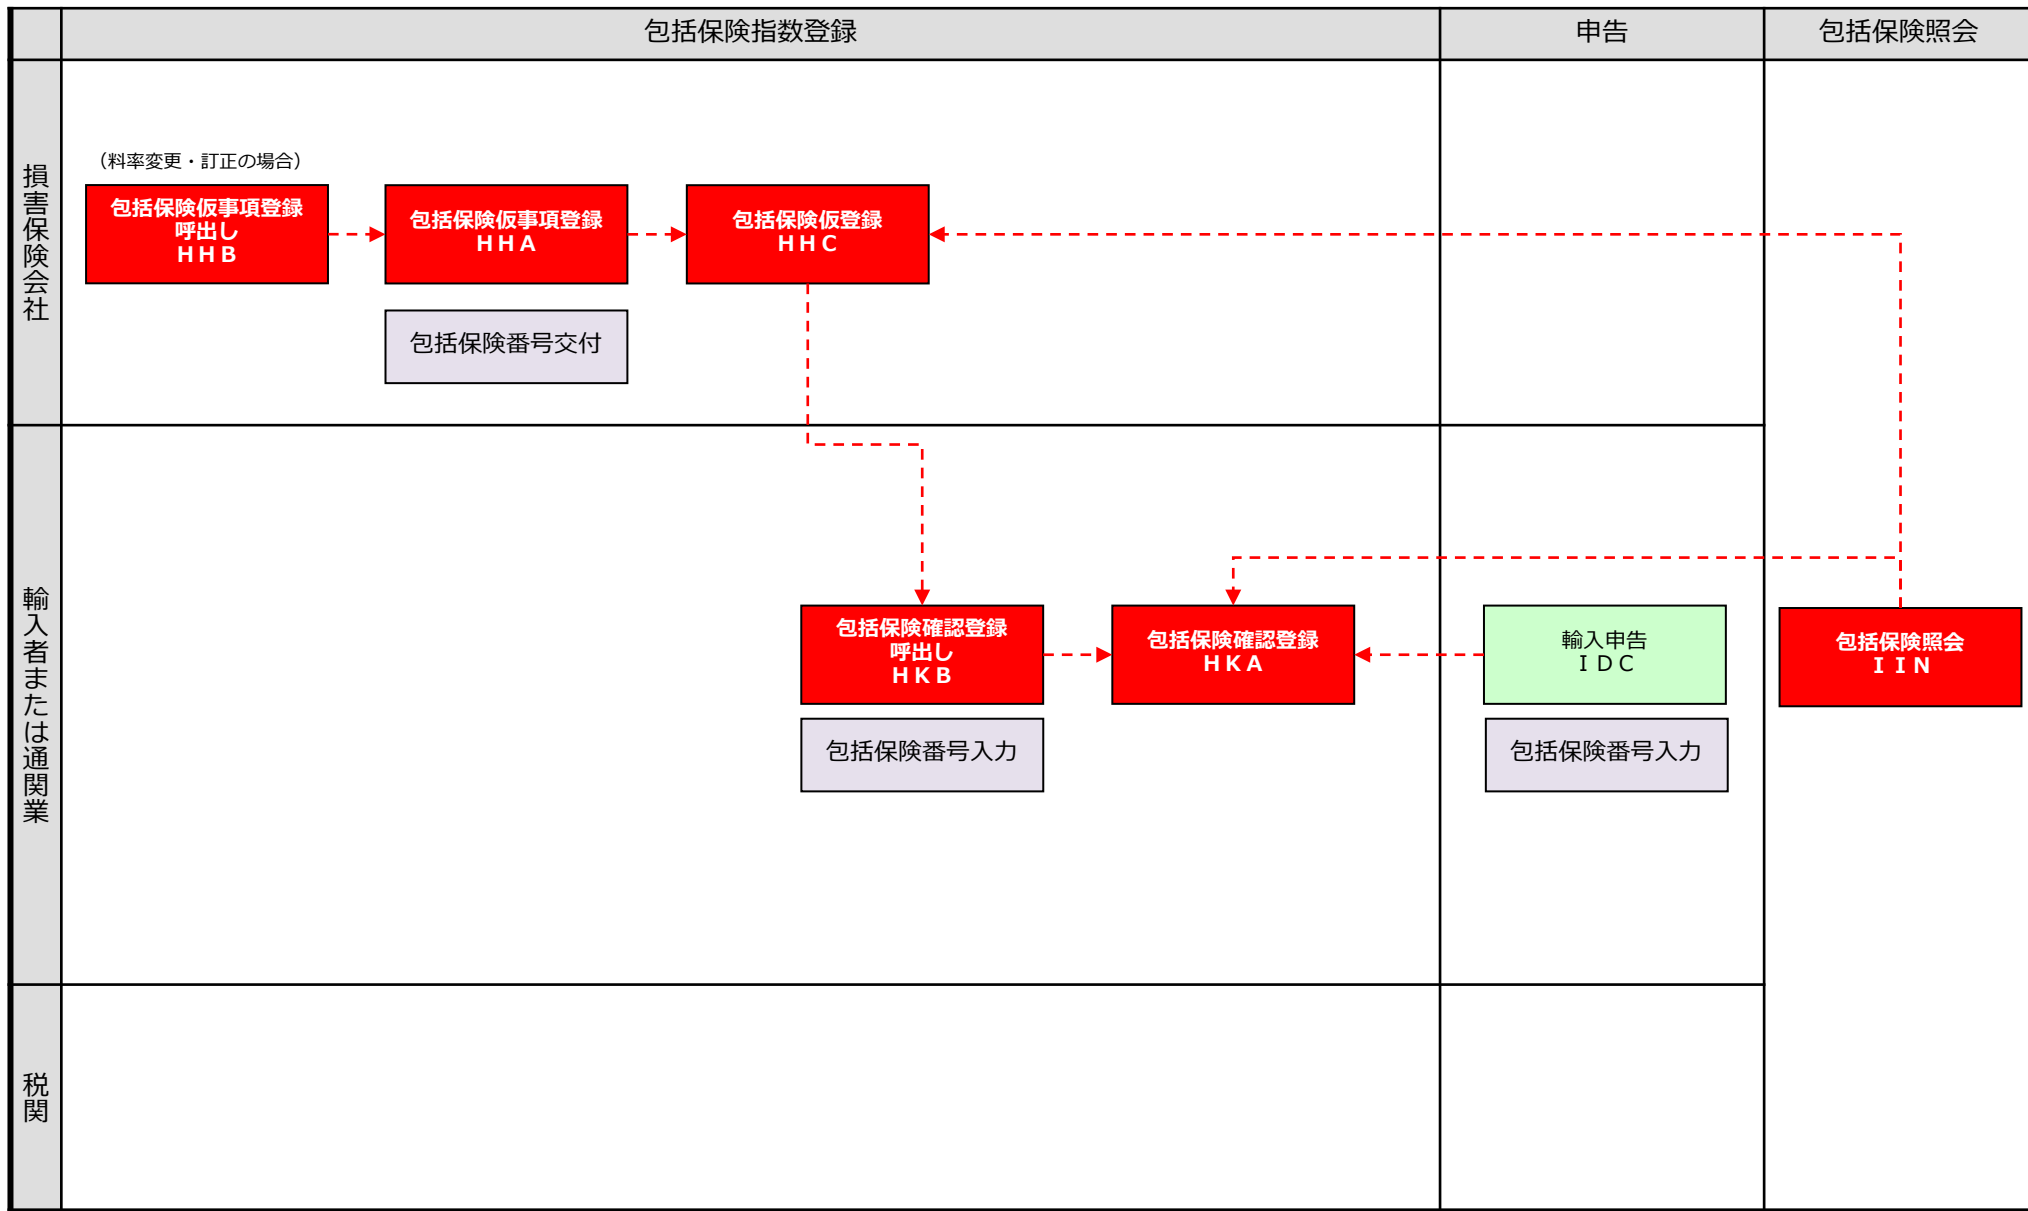 包括保険指数登録
申告
包括保険照会
損害保険会社
（料率変更・訂正の場合）
包括保険仮事項登録
呼出し
ＨＨＢ
包括保険仮事項登録
ＨＨＡ
包括保険仮登録
ＨＨＣ
包括保険番号交付
輸入者または通関業
包括保険確認登録
呼出し
ＨＫＢ
包括保険確認登録
ＨＫＡ
輸入申告
ＩＤＣ
包括保険照会
ＩＩＮ
包括保険番号入力
包括保険番号入力
税関